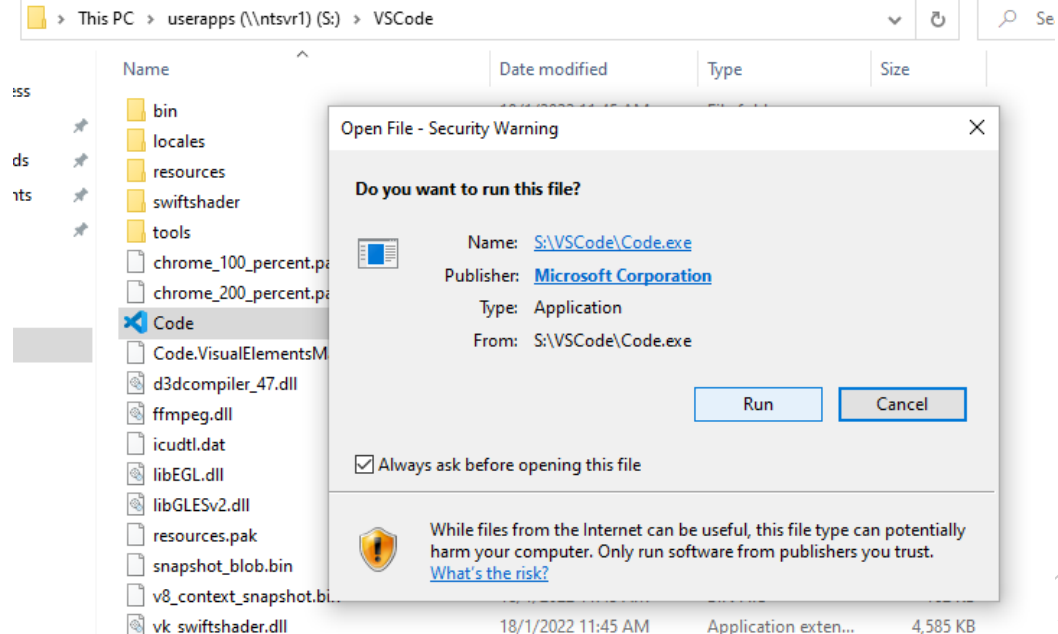 This PC > userapps (\\ntsvr1) (S:) > VSCode
Name Date modified Type Size
bin
locales
resources
swiftshader
tools
chrome_100_percent.pa
chrome_200_percent.pa
Code
Code.VisualElementsM
d3dcompiler_47.dll
ffmpeg.dll
icudtl.dat
libEGL.dll
libGLESv2.dll
resources.pak
snapshot_blob.bin
v8_context_snapshot.bi
vk_swiftshader.dll 18/1/2022 11:45 AM Application exten... 4,585 KB
Open File - Security Warning
Do you want to run this file?
Name: S:\VSCode\Code.exe
Publisher: Microsoft Corporation
Type: Application
From: S:\VSCode\Code.exe
Run Cancel
Always ask before opening this file
While files from the Internet can be useful, this file type can potentially
harm your computer. Only run software from publishers you trust.
What's the risk?